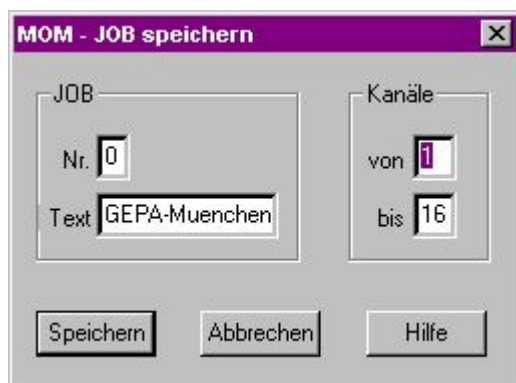 MOM - JOB speichern
JOB
Nr. 0
Text GEPA-Muenchen
Kanäle
von 1
bis 16
Speichern Abbrechen Hilfe